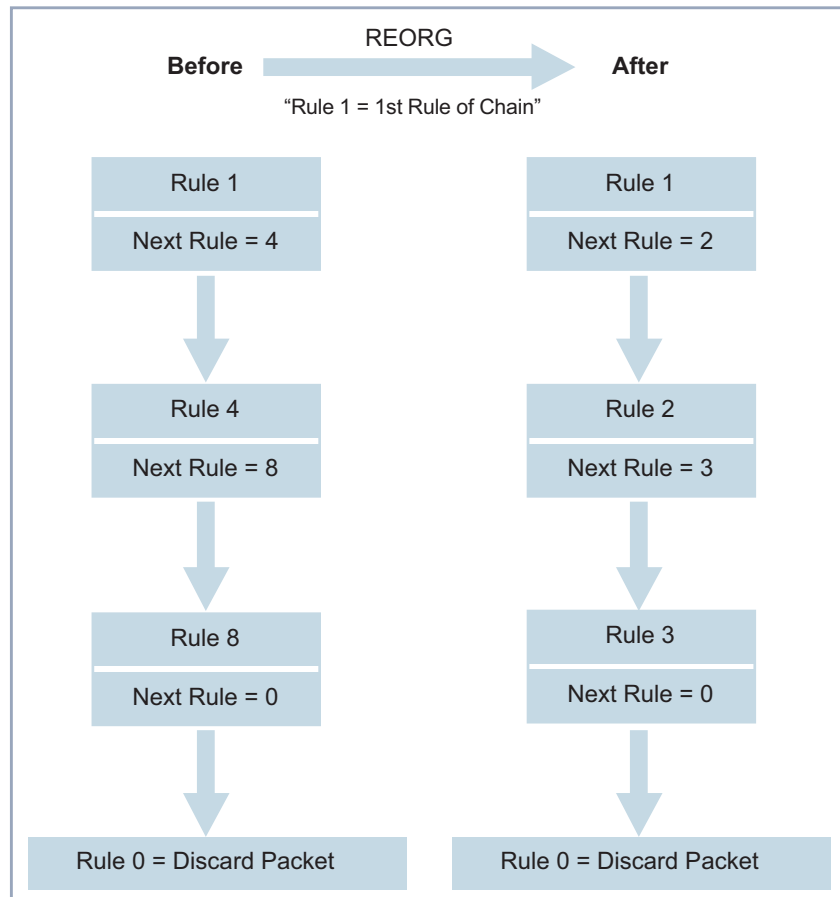 REORG
Before
After
“Rule 1 = 1st Rule of Chain”
Rule 1
Next Rule = 4
Rule 4
Next Rule = 8
Rule 8
Next Rule = 0
Rule 0 = Discard Packet
Rule 1
Next Rule = 2
Rule 2
Next Rule = 3
Rule 3
Next Rule = 0
Rule 0 = Discard Packet